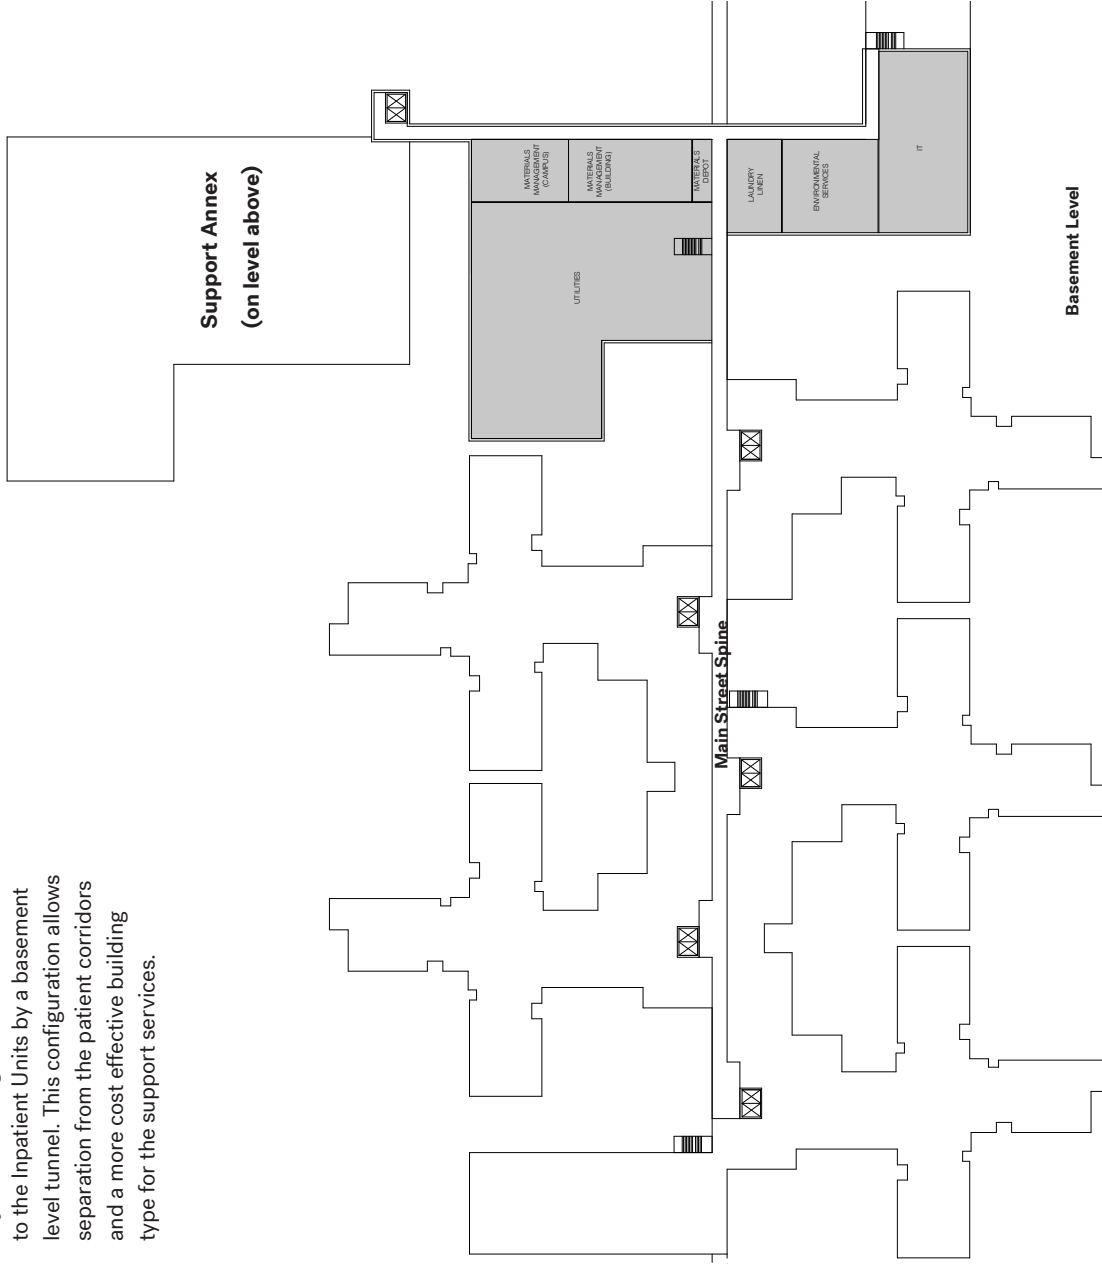 to the Inpatient Units by a basement
level tunnel. This configuration allows
separation from the patient corridors
and a more cost effective building
type for the support services.
Support Annex
(on level above)
MATERIALS
MANAGEMENT
(CAMPUS)
MATERIALS
MANAGEMENT
(BUILDING)
MATERIALS
DEPOT
UTILITIES
LAUNDRY
LINEN
ENVIRONMENTAL
SERVICES
IT
Main Street Spine
Basement Level